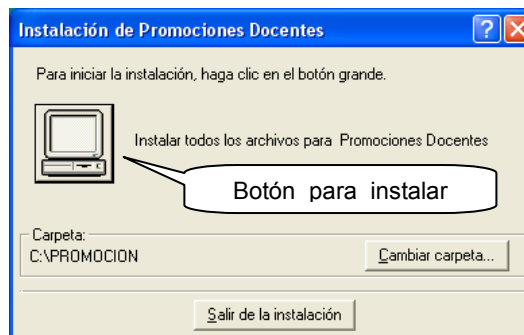 Instalación de Promociones Docentes
Para iniciar la instalación, haga clic en el botón grande.
Instalar todos los archivos para Promociones Docentes
Botón para instalar
Carpeta:
C:\PROMOCION
Cambiar carpeta...
Salir de la instalación